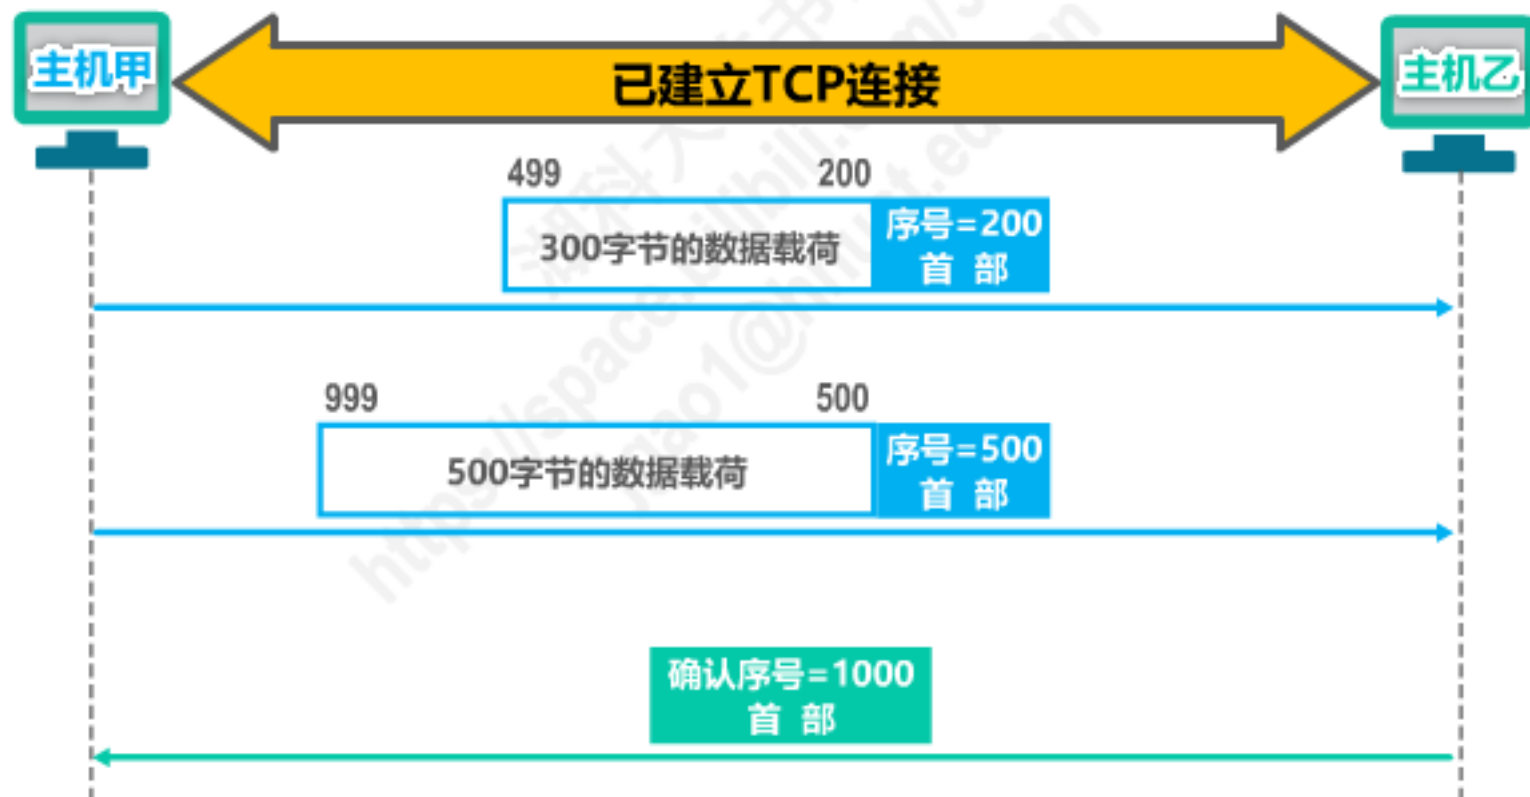 主机甲
已建立TCP连接
主机乙
499
200
300字节的数据载荷
序号=200
首 部
999
500
500字节的数据载荷
序号=500
首 部
确认序号=1000
首 部